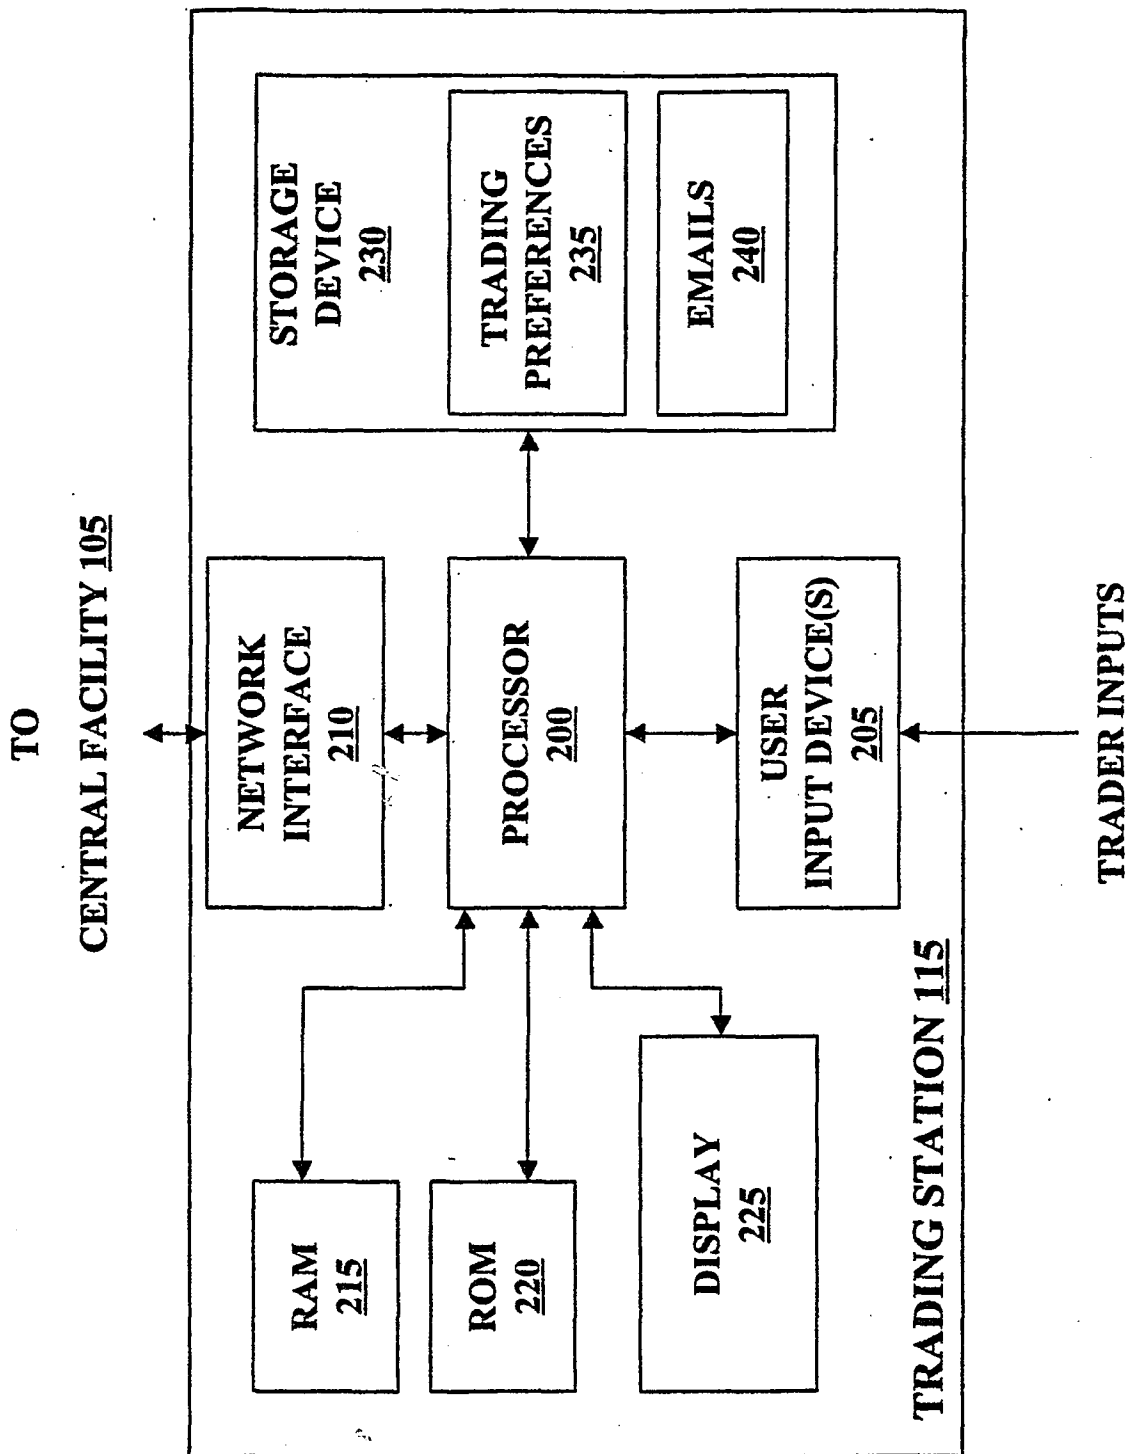 TO
CENTRAL FACILITY 105
RAM
215
ROM
220
DISPLAY
225
NETWORK
INTERFACE
210
PROCESSOR
200
USER
INPUT DEVICE(S)
205
STORAGE
DEVICE
230
TRADING
PREFERENCES
235
EMAILS
240
TRADING STATION 115
TRADER INPUTS